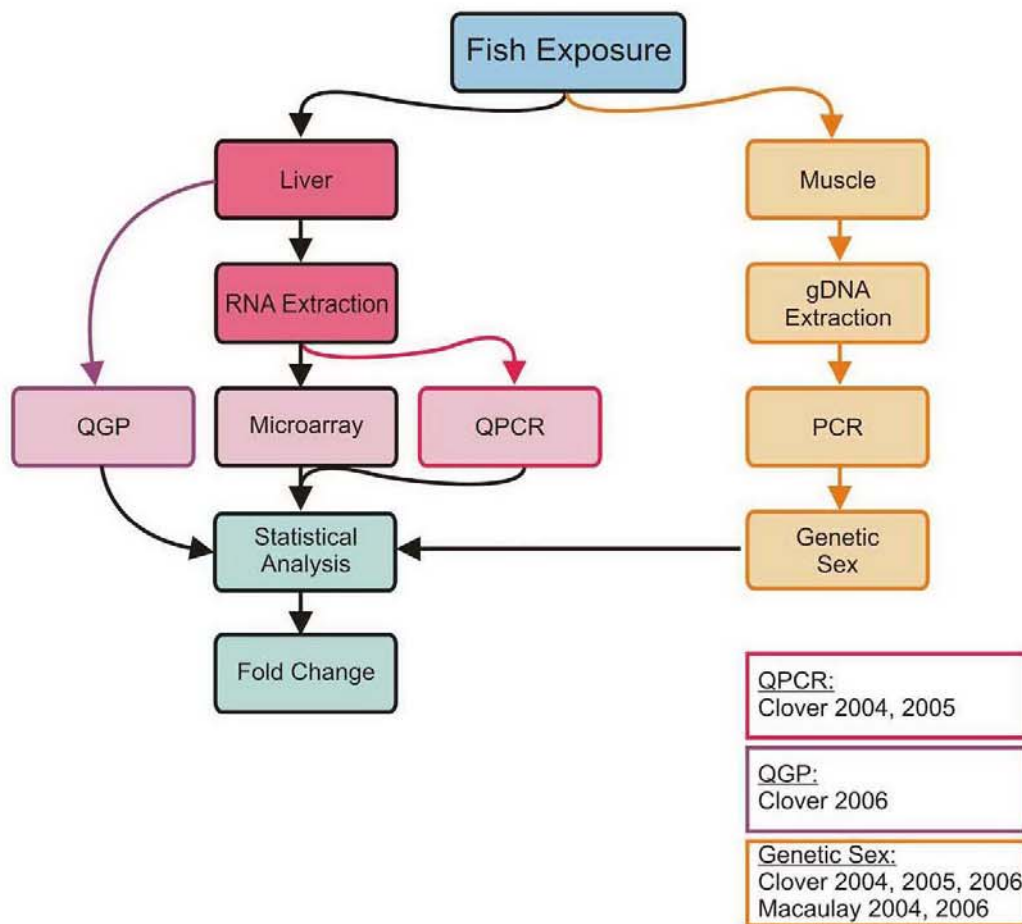 Fish Exposure
Liver
Muscle
RNA Extraction
gDNA
Extraction
QGP
Microarray
QPCR
PCR
Statistical
Analysis
Genetic
Sex
Fold Change
QPCR:
Clover 2004, 2005
QGP:
Clover 2006
Genetic Sex:
Clover 2004, 2005, 2006
Macaulay 2004, 2006